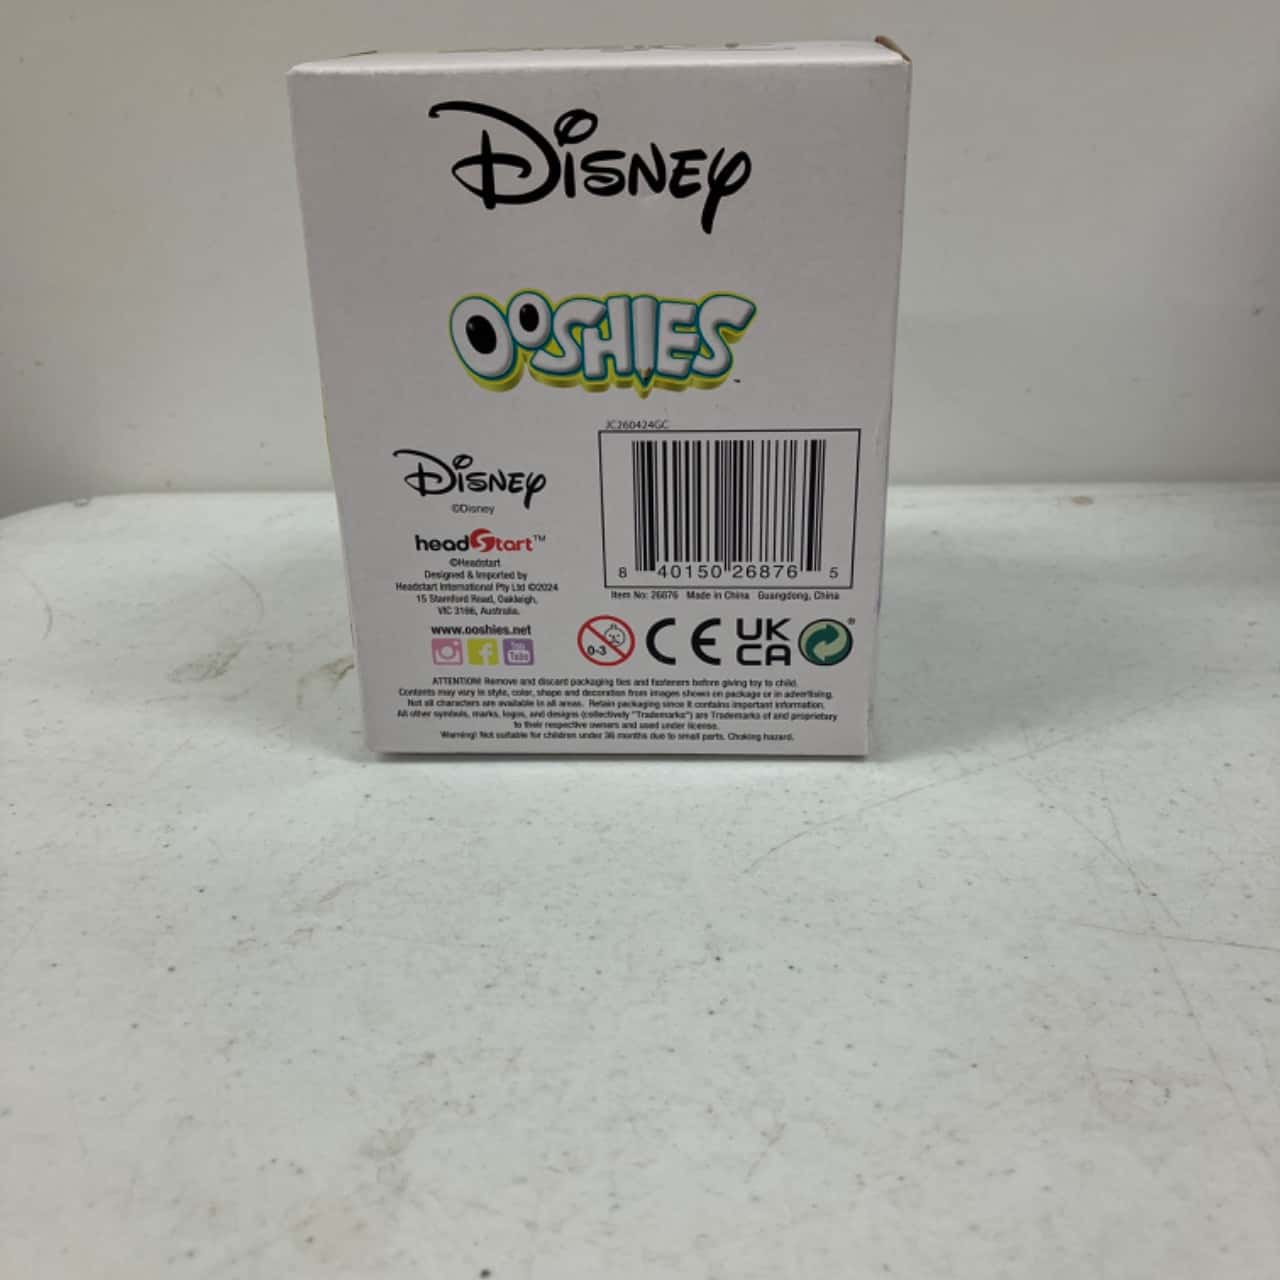 DISNEY
OOSHIES™
JC260424GC
8 40150 26876 5
Item No: 26876 Made in China Guangdong, China
DISNEY
©Disney
headStart™
©Headstart
Designed & Imported by
Headstart International Pty Ltd ©2024
15 Stamford Road, Oakleigh,
VIC 3166, Australia.
www.ooshies.net
You Tube
0-3
CE
UK
CA
®
ATTENTION! Remove and discard packaging ties and fasteners before giving toy to child.
Contents may vary in style, color, shape and decoration from images shown on package or in advertising.
Not all characters are available in all areas. Retain packaging since it contains important information.
All other symbols, marks, logos, and designs (collectively "Trademarks") are Trademarks of and proprietary
to their respective owners and used under license.
Warning! Not suitable for children under 36 months due to small parts. Choking hazard.